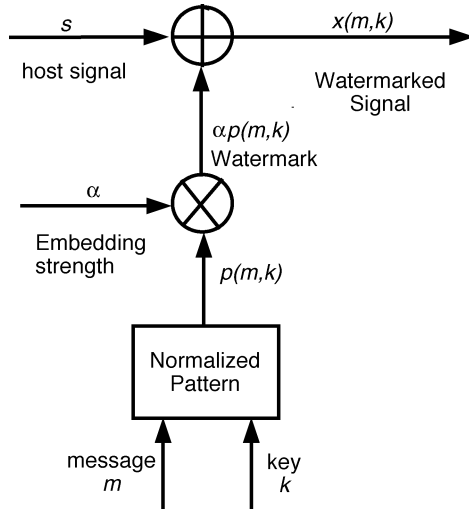 s
x(m,k)
host signal
Watermarked
Signal
αp(m,k)
Watermark
α
Embedding
strength
p(m,k)
Normalized
Pattern
message
m
key
k